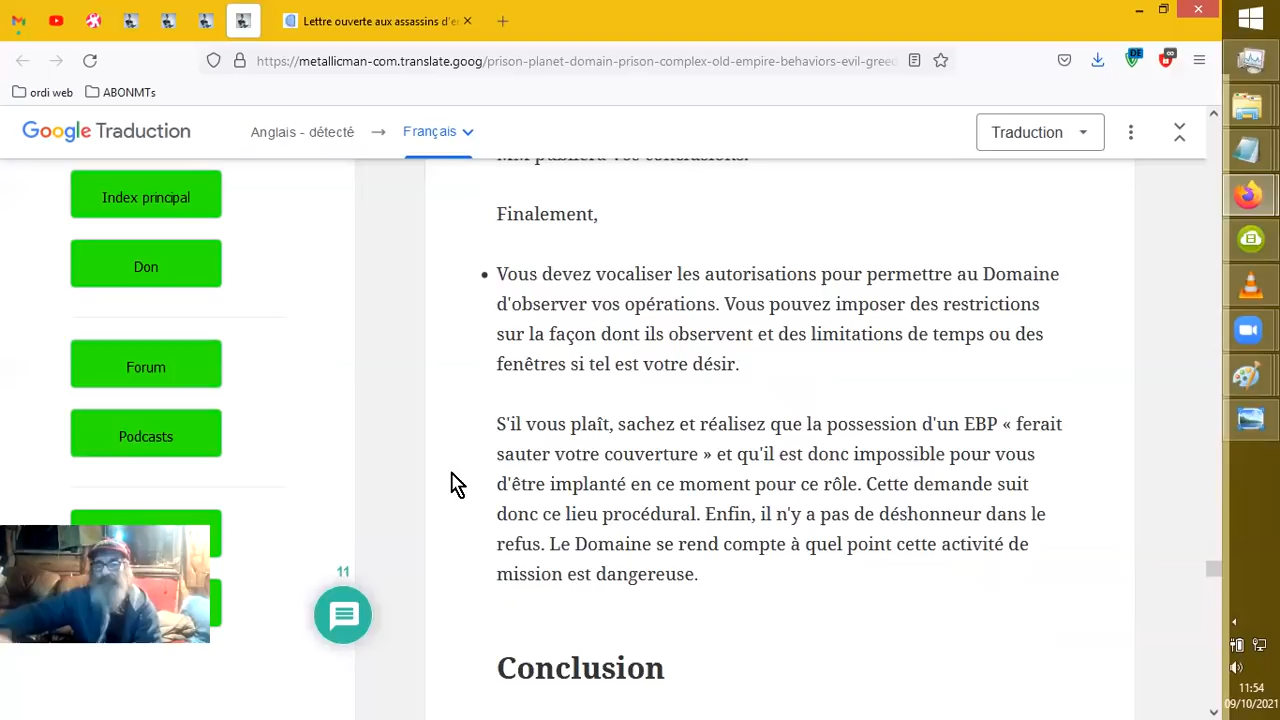 Lettre ouverte aux assassins d'e
https://metallicman-com.translate.goog/prison-planet-domain-prison-complex-old-empire-behaviors-evil-greed
DE
∞
ordi web
ABONMTs
Google Traduction
Anglais - détecté
Français
Traduction
Index principal
Don
Forum
Podcasts
11
MM publiera vos conclusions.
Finalement,
• Vous devez vocaliser les autorisations pour permettre au Domaine
d'observer vos opérations. Vous pouvez imposer des restrictions
sur la façon dont ils observent et des limitations de temps ou des
fenêtres si tel est votre désir.
S'il vous plaît, sachez et réalisez que la possession d'un EBP « ferait
sauter votre couverture » et qu'il est donc impossible pour vous
d'être implanté en ce moment pour ce rôle. Cette demande suit
donc ce lieu procédural. Enfin, il n'y a pas de déshonneur dans le
refus. Le Domaine se rend compte à quel point cette activité de
mission est dangereuse.
Conclusion
11:54
09/10/2021